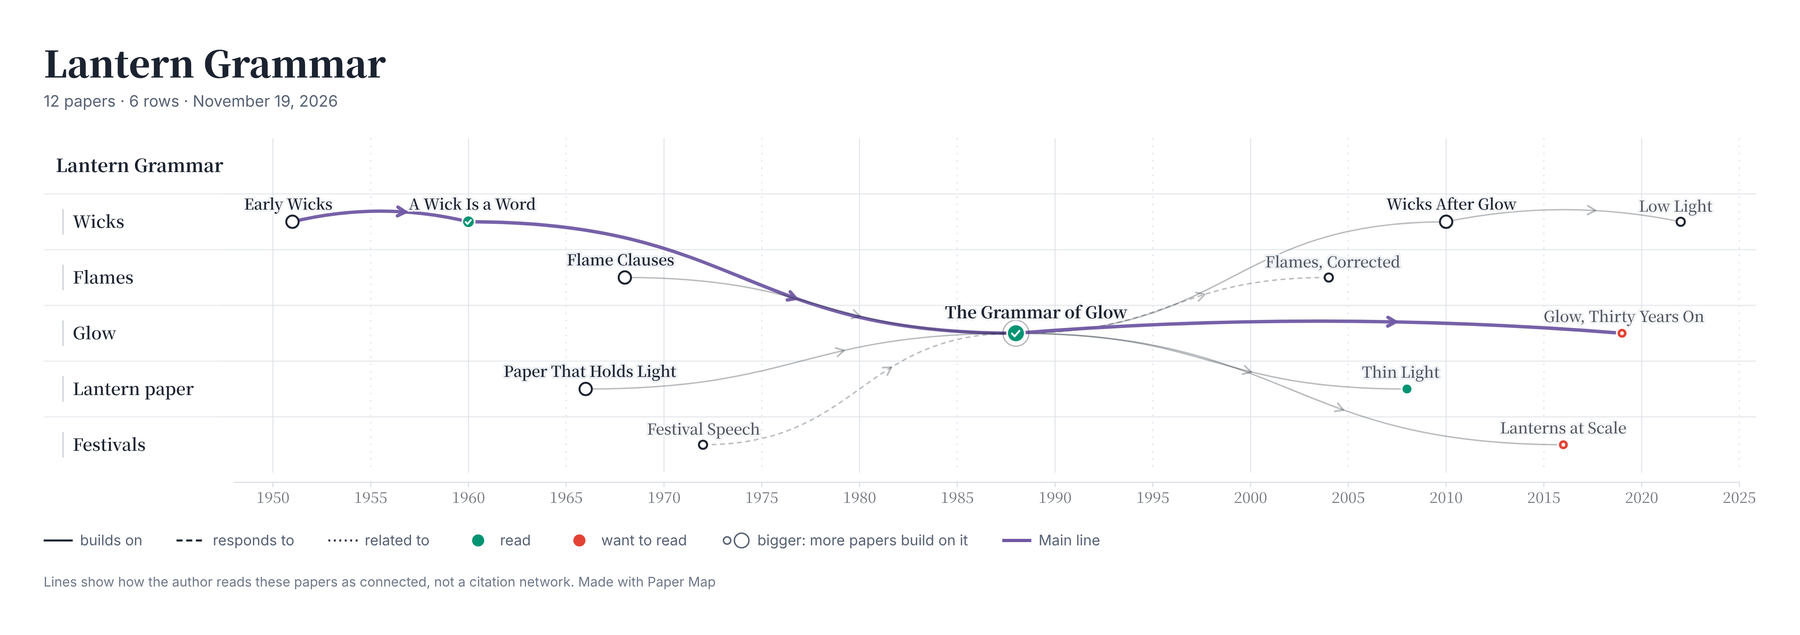 Lantern Grammar
12 papers · 6 rows · November 19, 2026
Lantern Grammar
Wicks
Early Wicks
A Wick Is a Word
Wicks After Glow
Low Light
Flames
Flame Clauses
Flames, Corrected
Glow
The Grammar of Glow
Glow, Thirty Years On
Lantern paper
Paper That Holds Light
Thin Light
Festivals
Festival Speech
Lanterns at Scale
1950 1955 1960 1965 1970 1975 1980 1985 1990 1995 2000 2005 2010 2015 2020 2025
builds on responds to related to read want to read bigger: more papers build on it Main line
Lines show how the author reads these papers as connected, not a citation network. Made with Paper Map